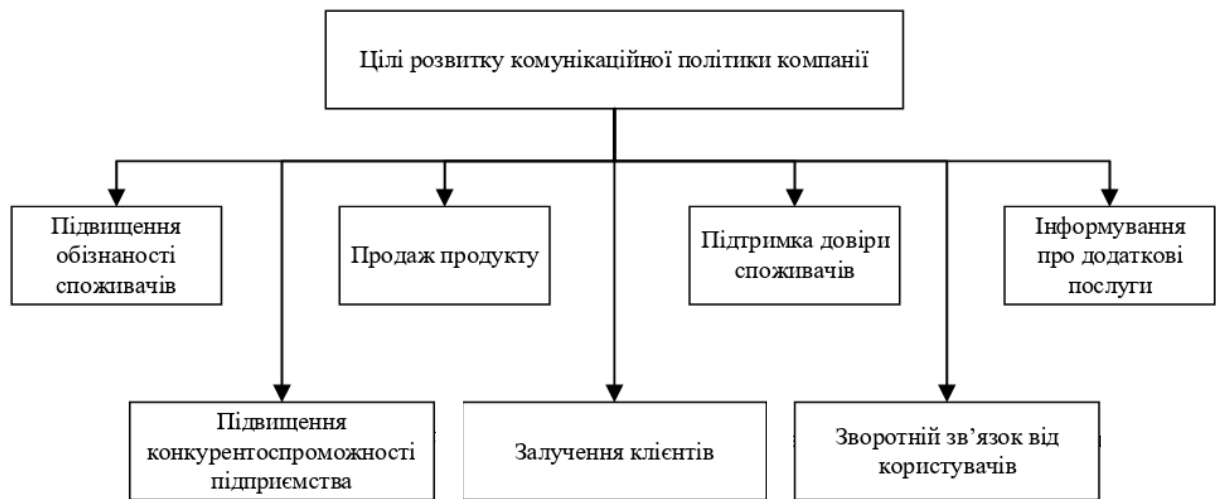 Цілі розвитку комунікаційної політики компанії
Підвищення
обізнаності
споживачів
Продаж продукту
Підтримка довіри
споживачів
Інформування
про додаткові
послуги
Підвищення
конкурентоспроможності
підприємства
Залучення клієнтів
Зворотній зв’язок від
користувачів